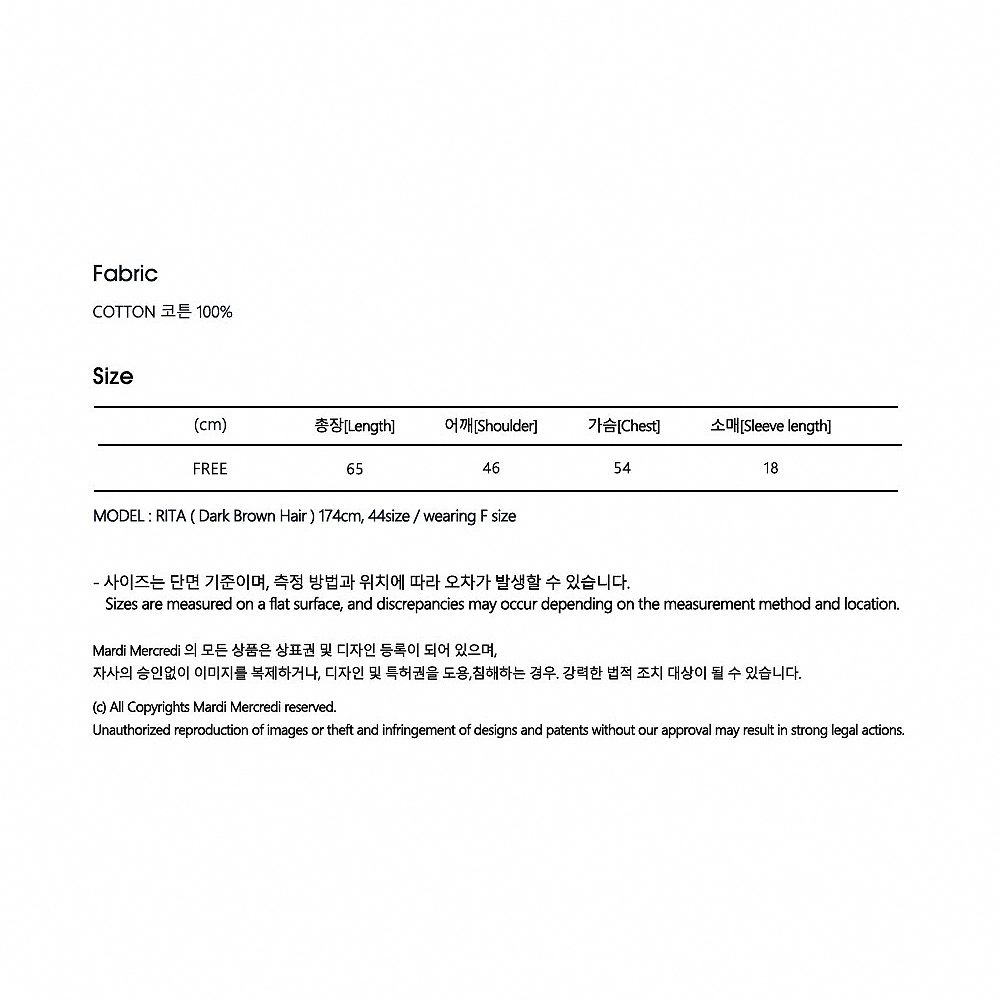 Fabric
COTTON 코튼 100%
Size
(cm) 총장[Length] 어깨[Shoulder] 가슴[Chest] 소매[Sleeve length]
FREE 65 46 54 18
MODEL : RITA ( Dark Brown Hair ) 174cm, 44size / wearing F size
- 사이즈는 단면 기준이며, 측정 방법과 위치에 따라 오차가 발생할 수 있습니다.
Sizes are measured on a flat surface, and discrepancies may occur depending on the measurement method and location.
Mardi Mercredi 의 모든 상품은 상표권 및 디자인 등록이 되어 있으며,
자사의 승인없이 이미지를 복제하거나, 디자인 및 특허권을 도용,침해하는 경우. 강력한 법적 조치 대상이 될 수 있습니다.
(c) All Copyrights Mardi Mercredi reserved.
Unauthorized reproduction of images or theft and infringement of designs and patents without our approval may result in strong legal actions.